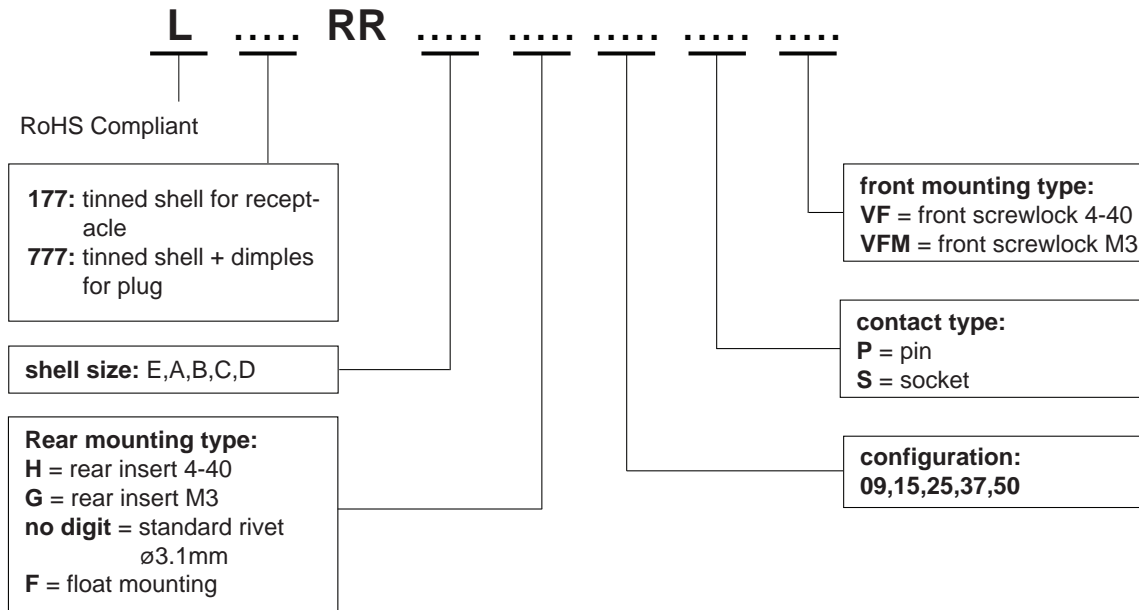 L ..... RR ..... ..... ..... ..... .....
RoHS Compliant
177: tinned shell for recept-
acle
777: tinned shell + dimples
for plug
shell size: E,A,B,C,D
Rear mounting type:
H = rear insert 4-40
G = rear insert M3
no digit = standard rivet
ø3.1mm
F = float mounting
front mounting type:
VF = front screwlock 4-40
VFM = front screwlock M3
contact type:
P = pin
S = socket
configuration:
09,15,25,37,50